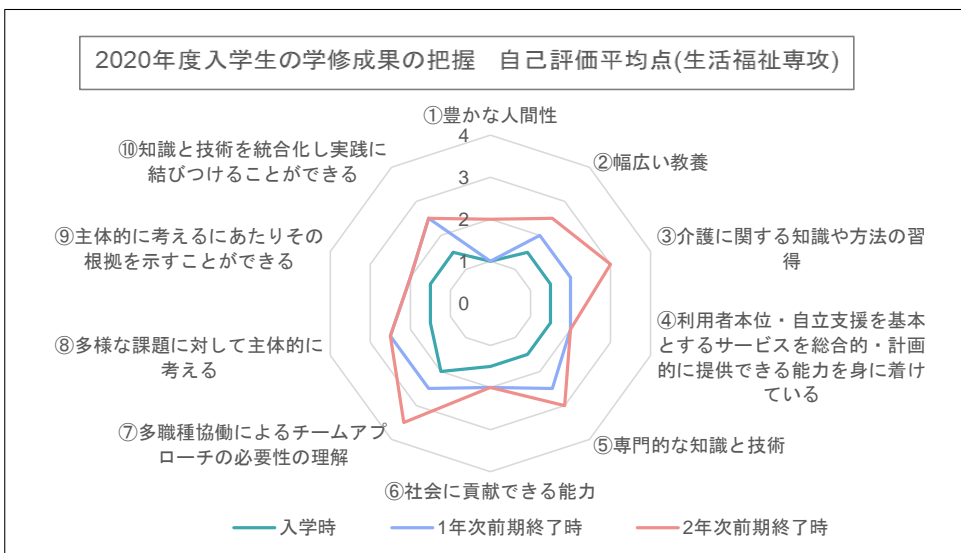 2020年度入学生の学修成果の把握　自己評価平均点(生活福祉専攻)
①豊かな人間性
②幅広い教養
③介護に関する知識や方法の習
得
④利用者本位・自立支援を基本
とするサービスを総合的・計画
的に提供できる能力を身に着け
ている
⑤専門的な知識と技術
⑥社会に貢献できる能力
⑦多職種協働によるチームアプ
ローチの必要性の理解
⑧多様な課題に対して主体的に
考える
⑨主体的に考えるにあたりその
根拠を示すことができる
⑩知識と技術を統合化し実践に
結びつけることができる
4
3
2
1
0
入学時
1年次前期終了時
2年次前期終了時